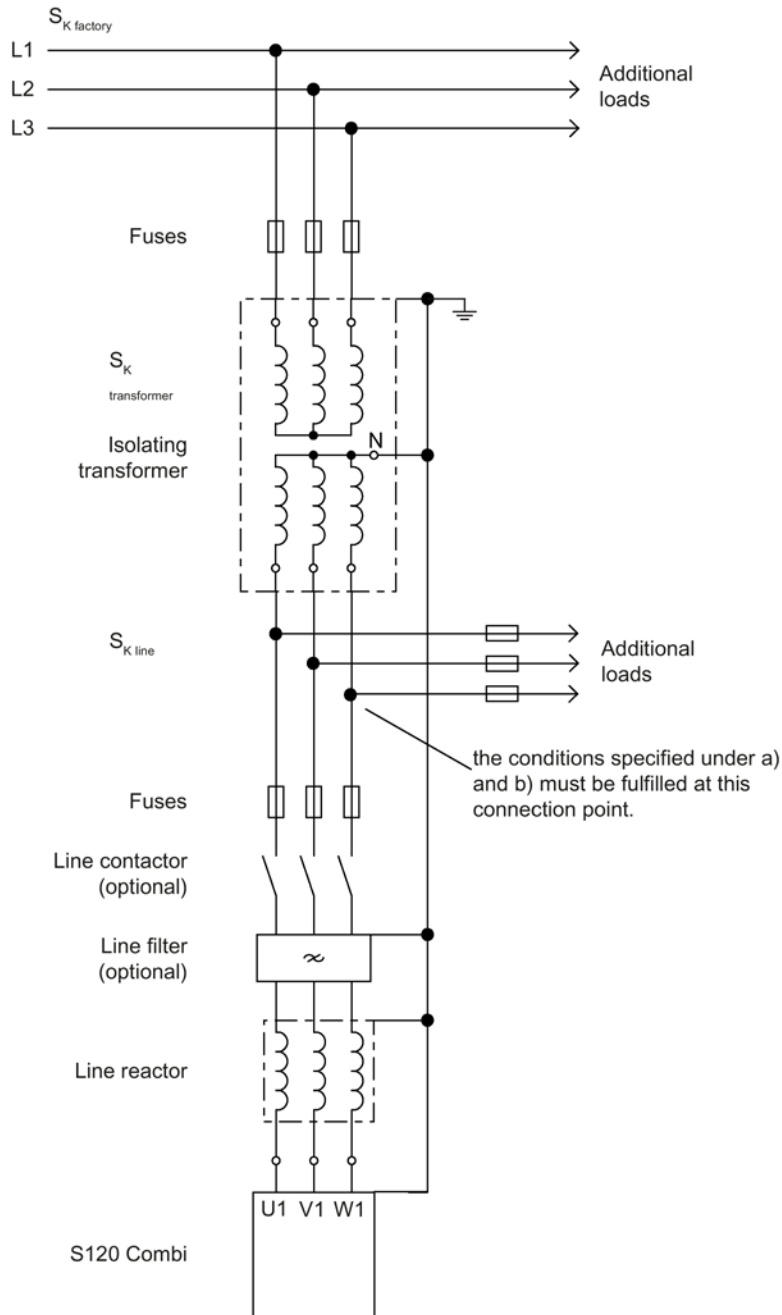 S K factory
L1
L2
L3
Additional
loads
Fuses
S K
transformer
Isolating
transformer
N
S K line
Additional
loads
the conditions specified under a)
and b) must be fulfilled at this
connection point.
Fuses
Line contactor
(optional)
Line filter
(optional)
Line reactor
U1 V1 W1
S120 Combi